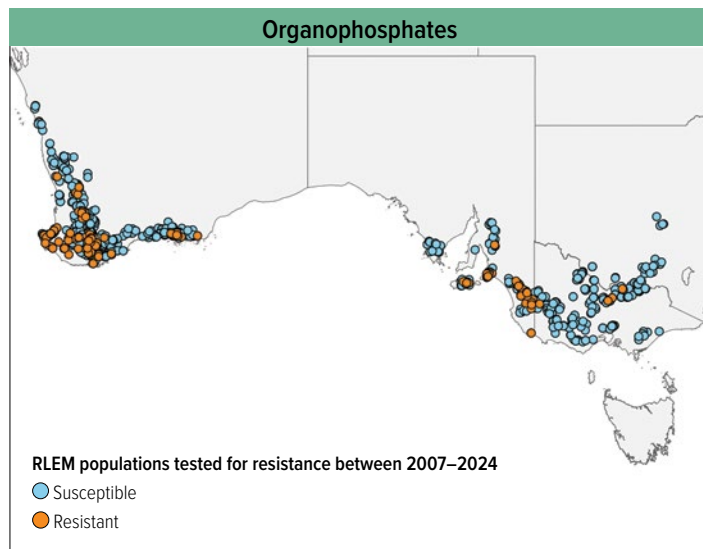 Organophosphates
RLEM populations tested for resistance between 2007–2024
Susceptible
Resistant